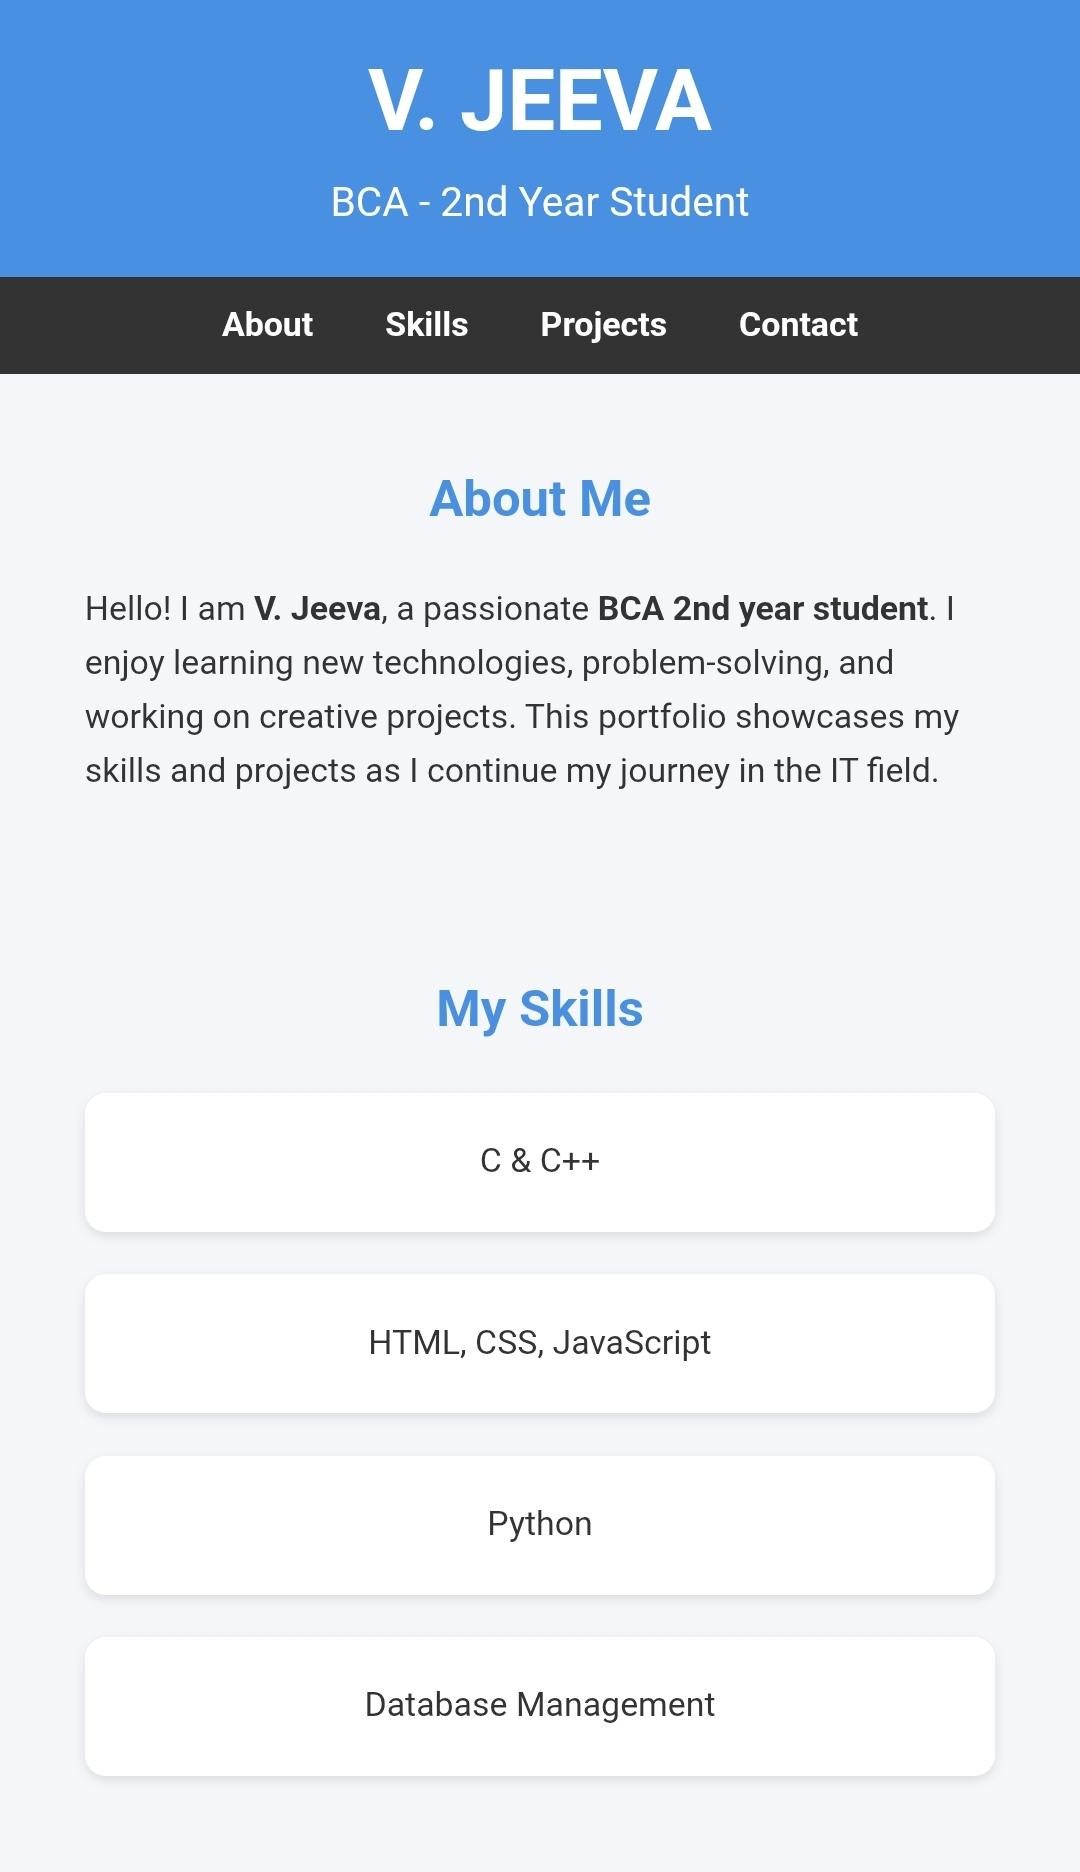 V. JEEVA
BCA - 2nd Year Student
About Skills Projects Contact
About Me
Hello! I am V. Jeeva, a passionate BCA 2nd year student. I
enjoy learning new technologies, problem-solving, and
working on creative projects. This portfolio showcases my
skills and projects as I continue my journey in the IT field.
My Skills
C & C++
HTML, CSS, JavaScript
Python
Database Management